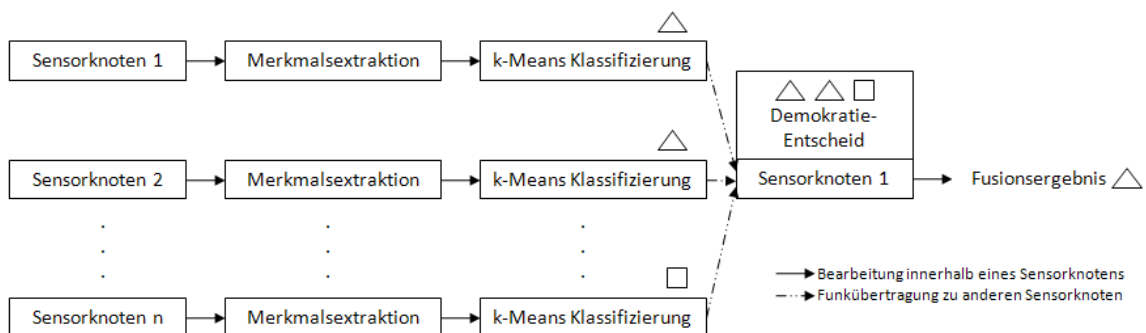 Sensorknoten 1
Merkmalsextraktion
k-Means Klassifizierung
Demokratie-
Entscheid
Sensorknoten 2
Merkmalsextraktion
k-Means Klassifizierung
Sensorknoten 1
Fusionsergebnis
Bearbeitung innerhalb eines Sensorknotens
Funkübertragung zu anderen Sensorknoten
Sensorknoten n
Merkmalsextraktion
k-Means Klassifizierung